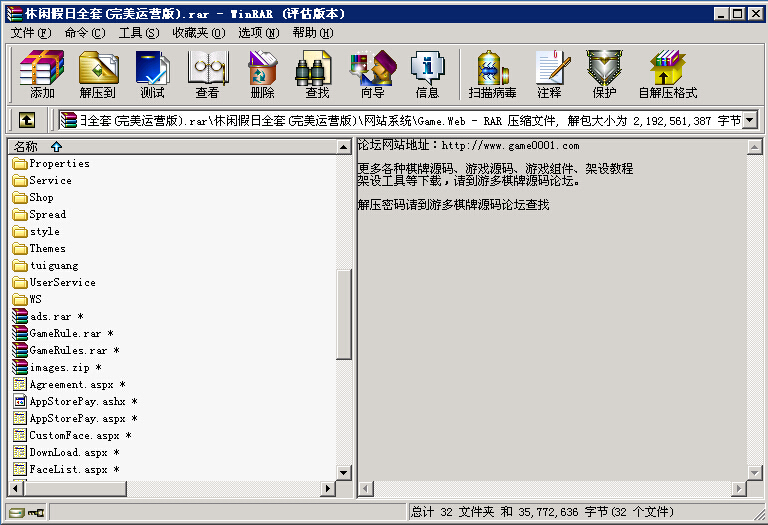 休闲假日全套(完美运营版).rar - WinRAR (评估版本)
文件(F) 命令(C) 工具(S) 收藏夹(O) 选项(N) 帮助(H)
添加 解压到 测试 查看 删除 查找 向导 信息 扫描病毒 注释 保护 自解压格式
全套(完美运营版).rar\休闲假日全套(完美运营版)\网站系统\Game.Web - RAR 压缩文件, 解包大小为 2,192,561,387 字节
名称
Properties
Service
Shop
Spread
style
Themes
tuiguang
UserService
WS
ads.rar *
GameRule.rar *
GameRules.rar *
images.zip *
Agreement.aspx *
AppStorePay.ashx *
AppStorePay.aspx *
CustomFace.aspx *
DownLoad.aspx *
FaceList.aspx *
论坛网站地址：http://www.game0001.com
更多各种棋牌源码、游戏源码、游戏组件、架设教程
架设工具等下载，请到游多棋牌源码论坛。
解压密码请到游多棋牌源码论坛查找
总计 32 文件夹 和 35,772,636 字节(32 个文件)